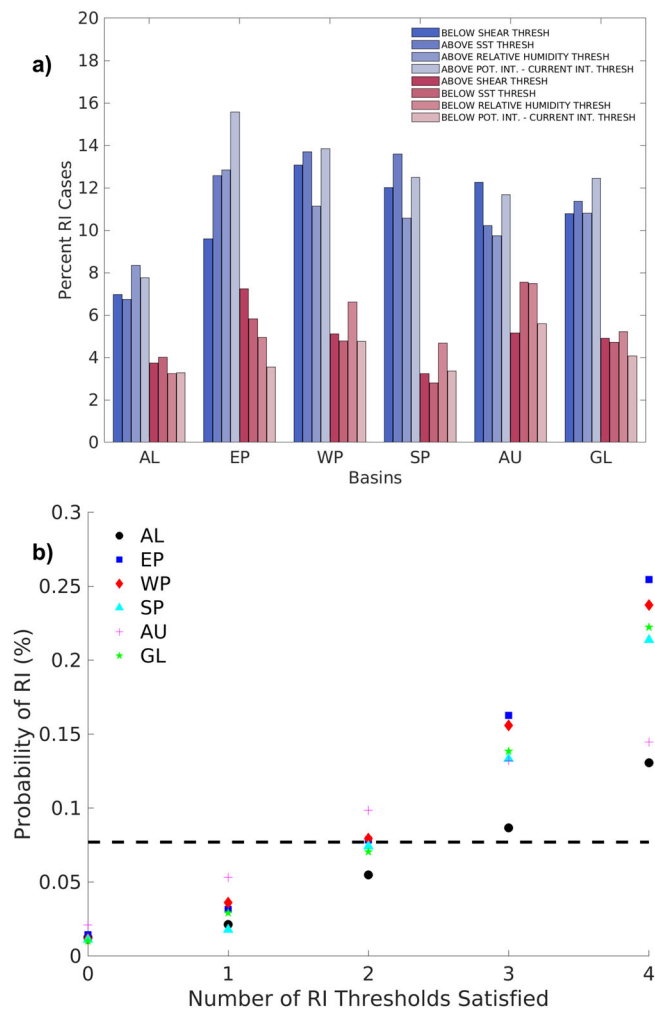 a)
20
18
16
14
12
10
8
6
4
2
0
Percent RI Cases
BELOW SHEAR THRESH
ABOVE SST THRESH
ABOVE RELATIVE HUMIDITY THRESH
ABOVE POT. INT. - CURRENT INT. THRESH
ABOVE SHEAR THRESH
BELOW SST THRESH
BELOW RELATIVE HUMIDITY THRESH
BELOW POT. INT. - CURRENT INT. THRESH
AL EP WP SP AU GL
Basins
b)
0.3
0.25
0.2
0.15
0.1
0.05
0
Probability of RI (%)
AL
EP
WP
SP
AU
GL
0 1 2 3 4
Number of RI Thresholds Satisfied